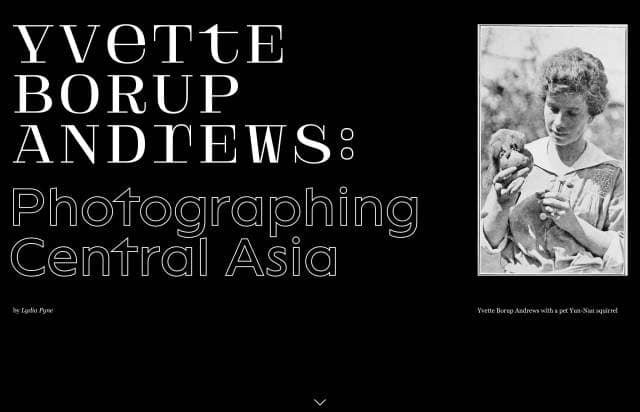 YVeTTE
BORUP
ANDrEWS:
Photographing
Central Asia
by Lydia Pyne
Yvette Borup Andrews with a pet Yun-Nan squirrel